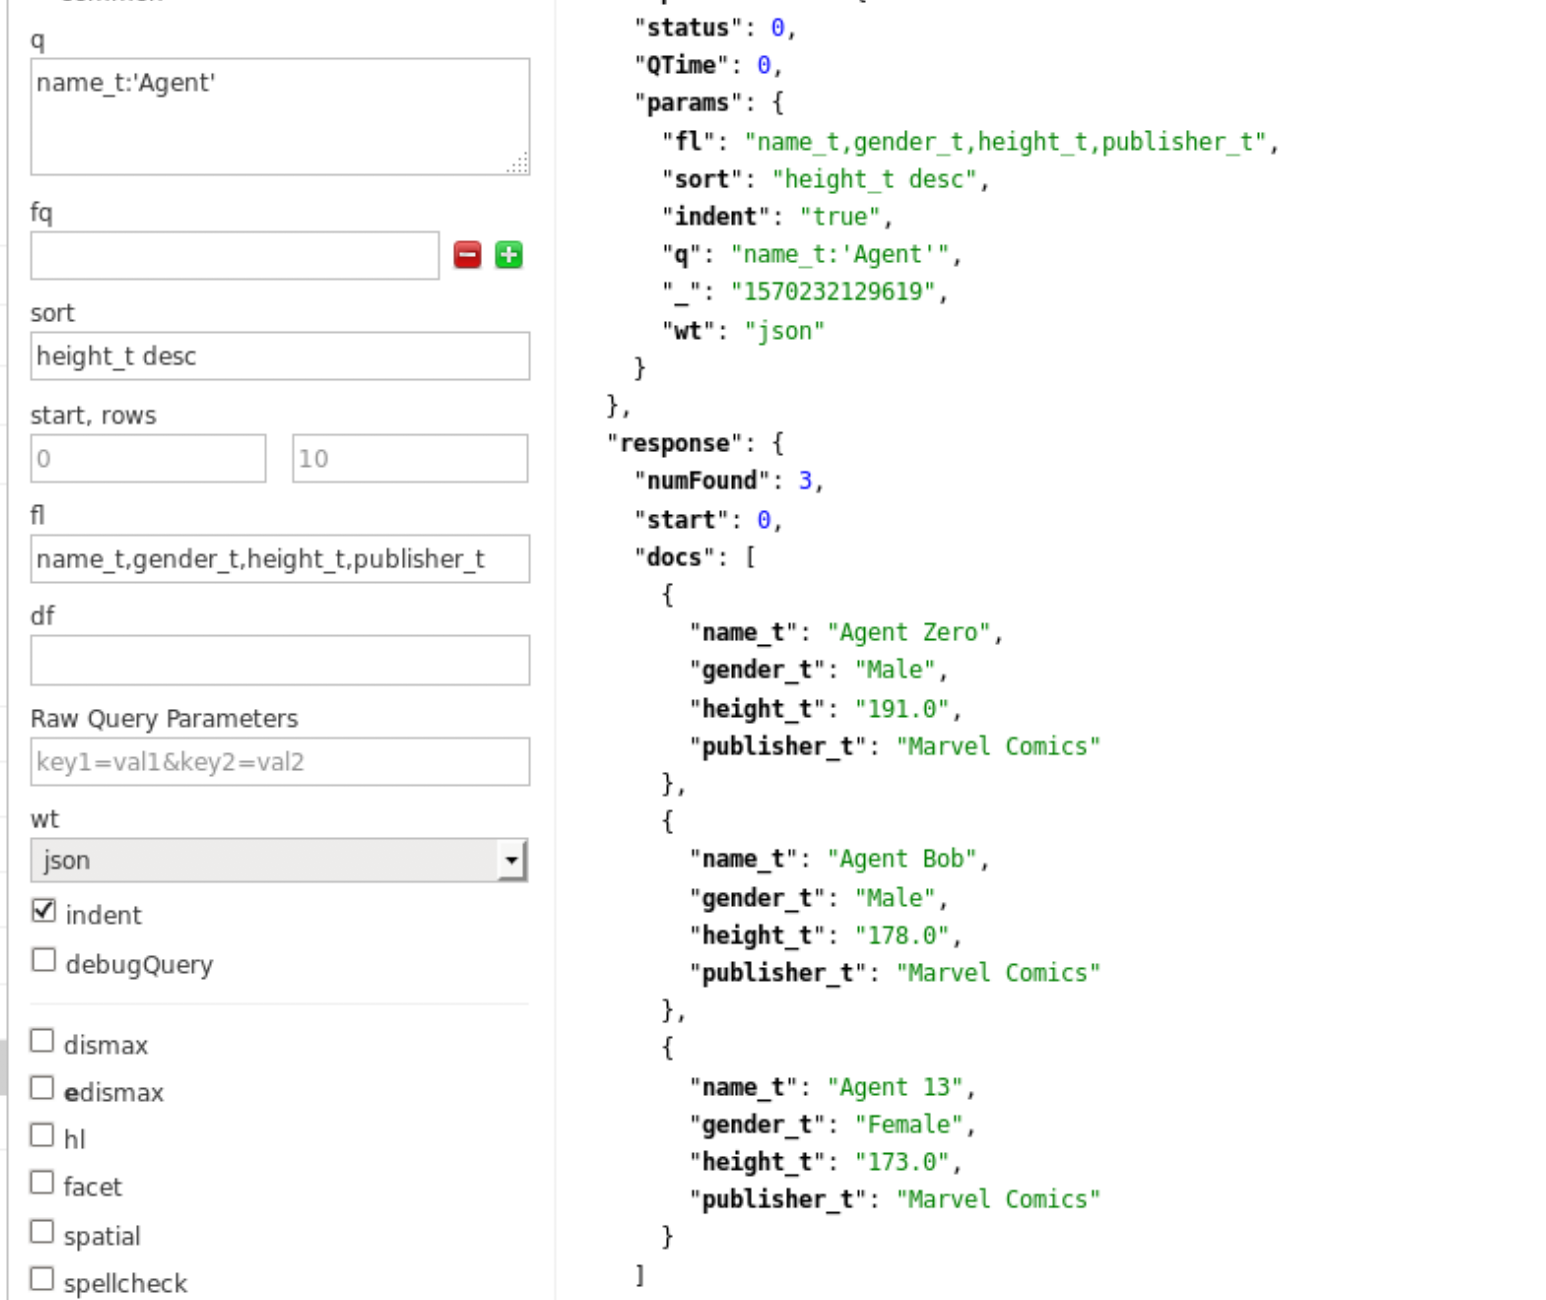 q
name_t:'Agent'
fq
sort
height_t desc
start, rows
0
10
fl
name_t,gender_t,height_t,publisher_t
df
Raw Query Parameters
key1=val1&key2=val2
wt
json
indent
debugQuery
dismax
edismax
hl
facet
spatial
spellcheck
"status": 0,
"QTime": 0,
"params": {
"fl": "name_t,gender_t,height_t,publisher_t",
"sort": "height_t desc",
"indent": "true",
"q": "name_t:'Agent'",
"_": "1570232129619",
"wt": "json"
}
},
"response": {
"numFound": 3,
"start": 0,
"docs": [
{
"name_t": "Agent Zero",
"gender_t": "Male",
"height_t": "191.0",
"publisher_t": "Marvel Comics"
},
{
"name_t": "Agent Bob",
"gender_t": "Male",
"height_t": "178.0",
"publisher_t": "Marvel Comics"
},
{
"name_t": "Agent 13",
"gender_t": "Female",
"height_t": "173.0",
"publisher_t": "Marvel Comics"
}
]